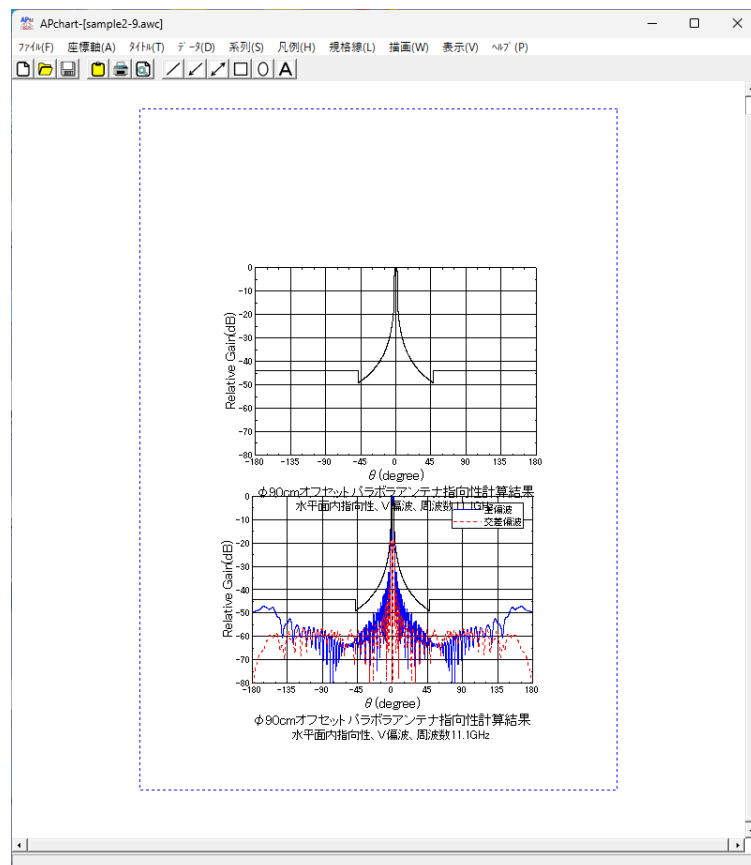 APchart-[sample2-9.awc]
ﾌｧｲﾙ(F) 座標軸(A) ﾀｲﾄﾙ(T) ﾃﾞｰﾀ(D) 系列(S) 凡例(H) 規格線(L) 描画(W) 表示(V) ﾍﾙﾌﾟ(P)
A
0
-10
-20
-30
-40
-50
-60
-70
-80
Relative Gain(dB)
-180 -135 -90 -45 0 45 90 135 180
θ(degree)
φ90cmオフセットパラボラアンテナ指向性計算結果
水平面内指向性、V偏波、周波数11.1GHz
主偏波
交差偏波
0
-10
-20
-30
-40
-50
-60
-70
-80
Relative Gain(dB)
-180 -135 -90 -45 0 45 90 135 180
θ(degree)
φ90cmオフセットパラボラアンテナ指向性計算結果
水平面内指向性、V偏波、周波数11.1GHz